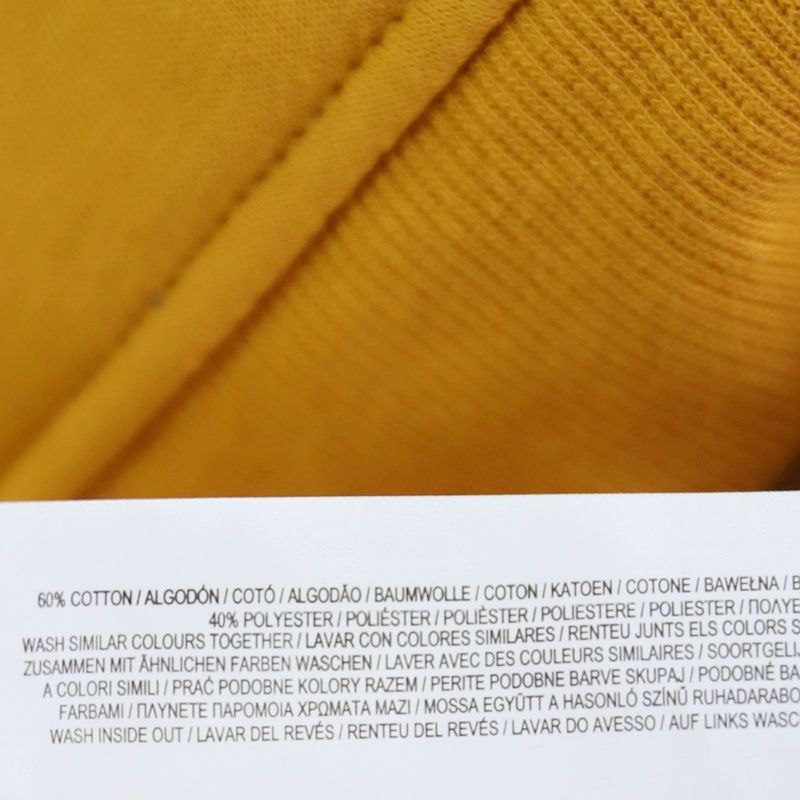 60% COTTON / ALGODÓN / COTÓ / ALGODÃO / BAUMWOLLE / COTON / KATOEN / COTONE / BAWEŁNA / B
40% POLYESTER / POLIÉSTER / POLIÈSTER / POLIESTERE / POLIESTER / ΠΟΛΥΕ
WASH SIMILAR COLOURS TOGETHER / LAVAR CON COLORES SIMILARES / RENTEU JUNTS ELS COLORS S
ZUSAMMEN MIT ÄHNLICHEN FARBEN WASCHEN / LAVER AVEC DES COULEURS SIMILAIRES / SOORTGELIJ
A COLORI SIMILI / PRAĆ PODOBNE KOLORY RAZEM / PERITE PODOBNE BARVE SKUPAJ / PODOBNÉ BA
FARBAMI / ΠΛΥΝΕΤΕ ΠΑΡΟΜΟΙΑ ΧΡΩΜΑΤΑ ΜΑΖΙ / MOSSA EGYÜTT A HASONLÓ SZÍNŰ RUHADARABO
WASH INSIDE OUT / LAVAR DEL REVÉS / RENTEU DEL REVÉS / LAVAR DO AVESSO / AUF LINKS WASC